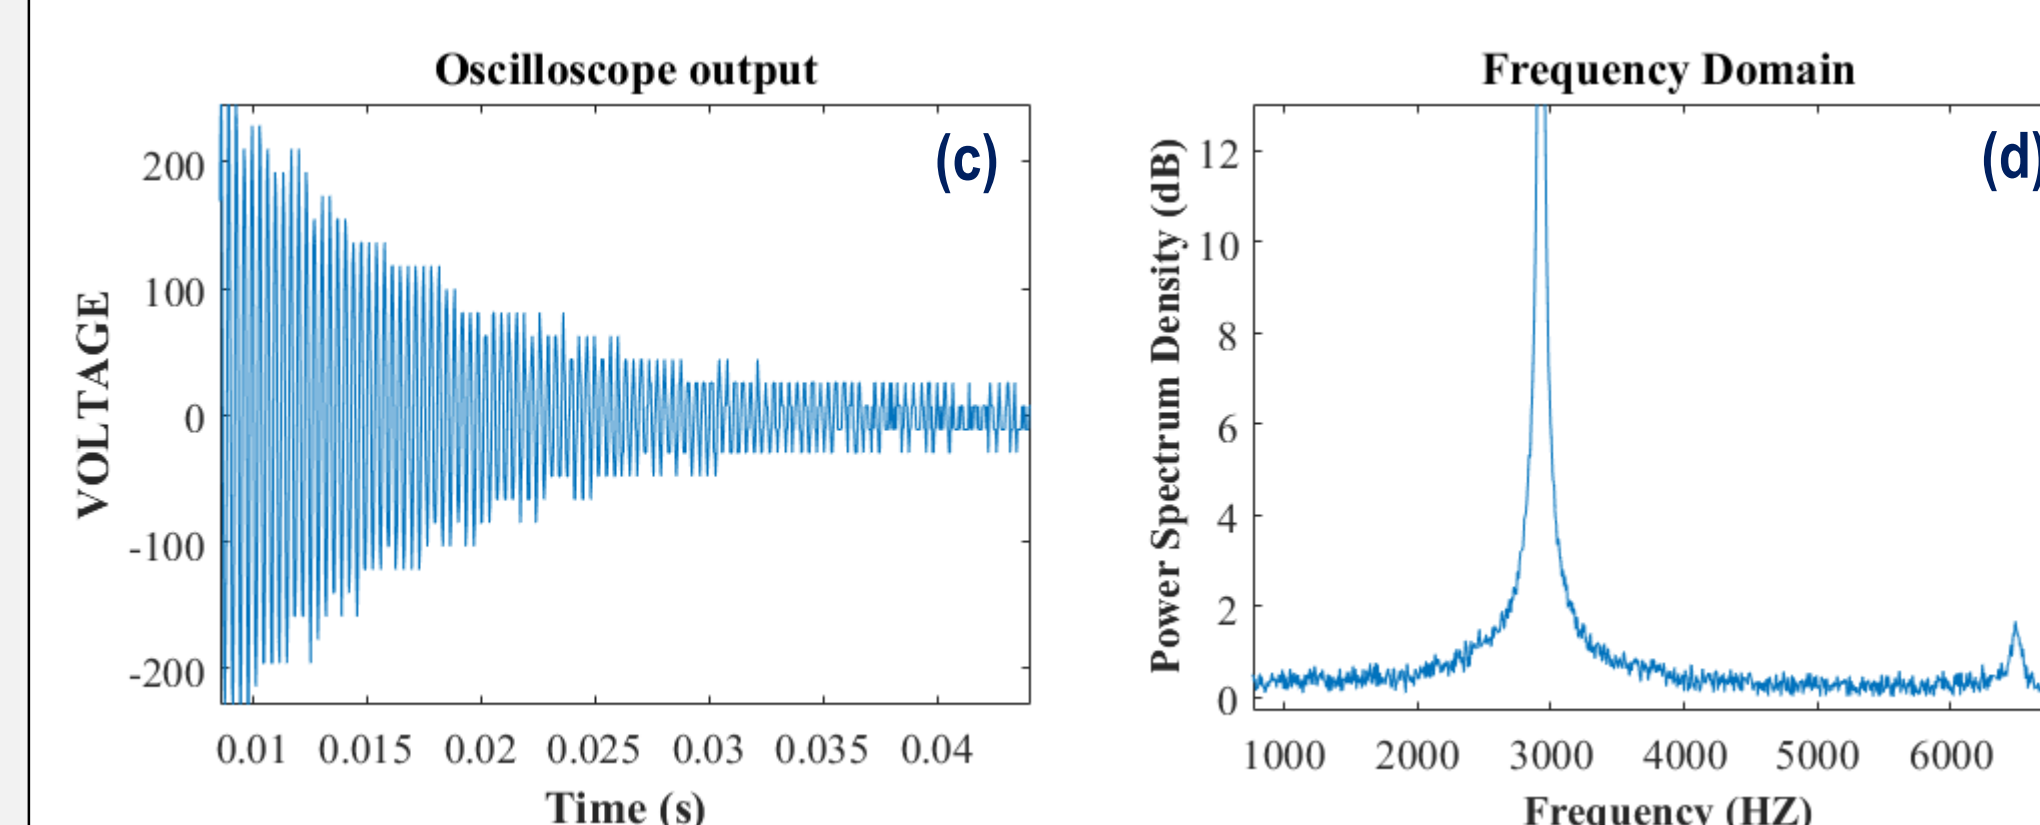 Oscilloscope output
(c)
VOLTAGE
200
100
0
-100
-200
0.01 0.015 0.02 0.025 0.03 0.035 0.04
Time (s)
Frequency Domain
(d)
Power Spectrum Density (dB)
12
10
8
6
4
2
0
1000 2000 3000 4000 5000 6000
Frequency (HZ)